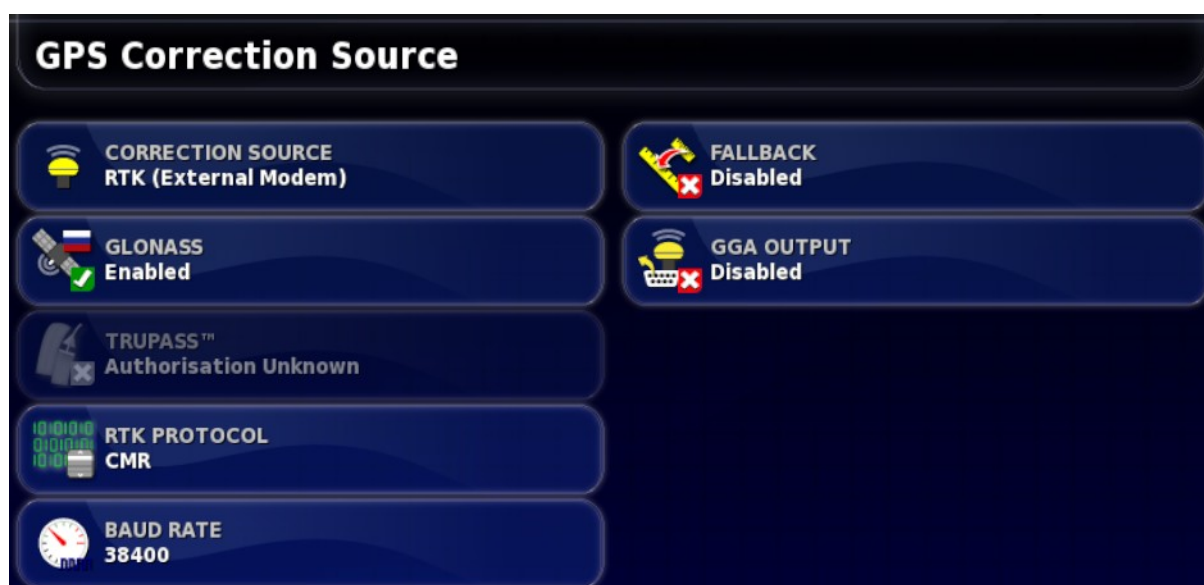 GPS Correction Source
CORRECTION SOURCE
RTK (External Modem)
GLONASS
Enabled
TRUPASS™
Authorisation Unknown
RTK PROTOCOL
CMR
BAUD RATE
38400
FALLBACK
Disabled
GGA OUTPUT
Disabled